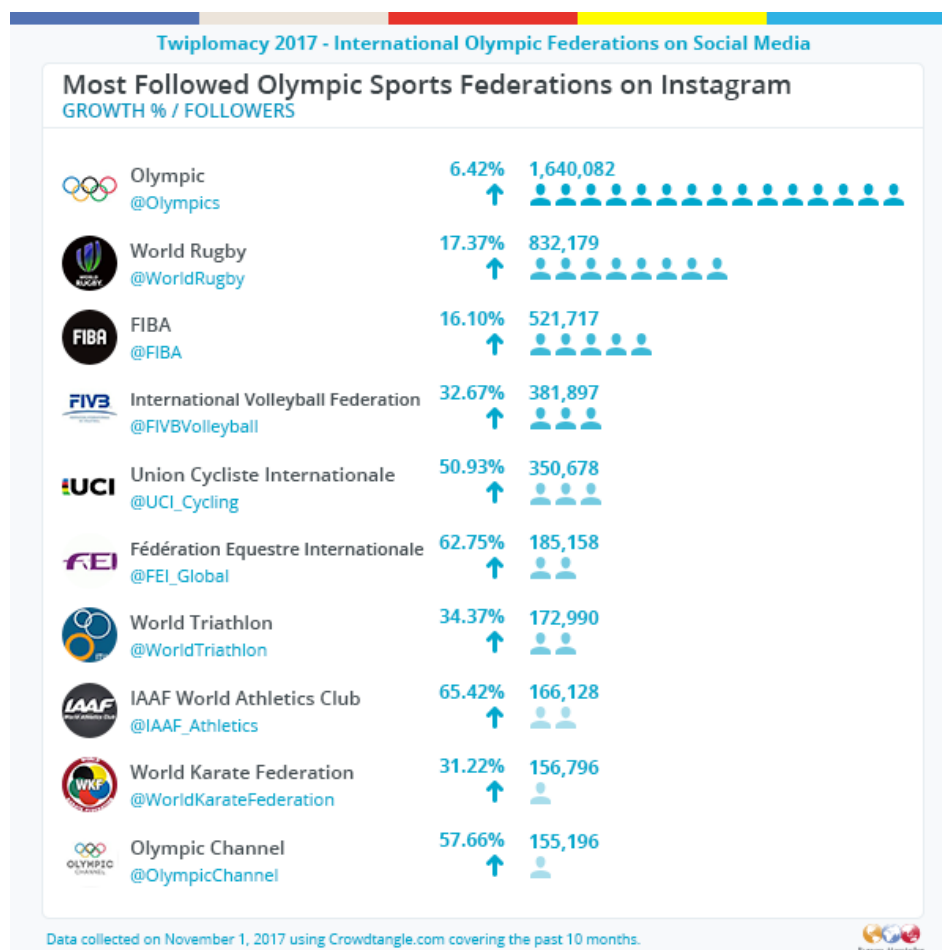 Twiplomacy 2017 - International Olympic Federations on Social Media
Most Followed Olympic Sports Federations on Instagram
GROWTH % / FOLLOWERS
Olympic
@Olympics
6.42% 1,640,082
WORLD
RUGBY
World Rugby
@WorldRugby
17.37% 832,179
FIBA
FIBA
@FIBA
16.10% 521,717
FIVB
International Volleyball Federation
@FIVBVolleyball
32.67% 381,897
UCI
Union Cycliste Internationale
@UCI_Cycling
50.93% 350,678
FEI
Fédération Equestre Internationale
@FEI_Global
62.75% 185,158
World Triathlon
@WorldTriathlon
34.37% 172,990
IAAF
World Athletics Club
IAAF World Athletics Club
@IAAF_Athletics
65.42% 166,128
WKF
World Karate Federation
@WorldKarateFederation
31.22% 156,796
OLYMPIC
CHANNEL
Olympic Channel
@OlympicChannel
57.66% 155,196
Data collected on November 1, 2017 using Crowdtangle.com covering the past 10 months.